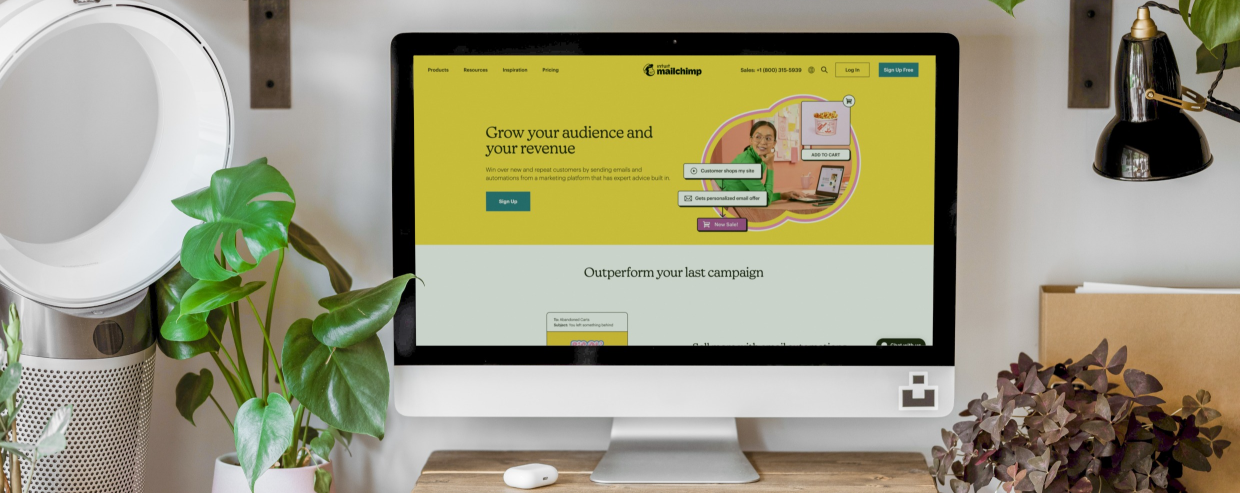 Products Resources Inspiration Pricing
intuit
mailchimp
Sales: +1 (800) 315-5939 Log In Sign Up Free
Grow your audience and
your revenue
Win over new and repeat customers by sending emails and
automations from a marketing platform that has expert advice built in.
Sign Up
ADD TO CART
Customer shops my site
Gets personalized email offer
New Sale!
Outperform your last campaign
To: Abandoned Carts
Subject: You left something behind
Chat with us